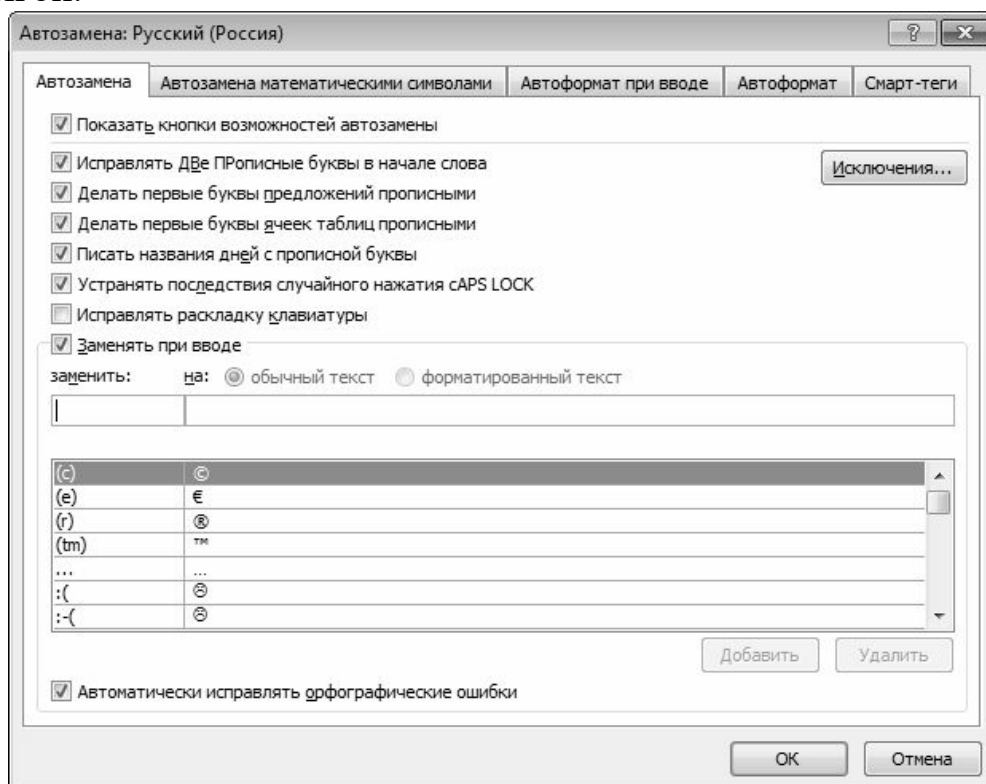 Автозамена: Русский (Россия)
Автозамена Автозамена математическими символами Автоформат при вводе Автоформат Смарт-теги
Показать кнопки возможностей автозамены
Исправлять ДВе ПРописные буквы в начале слова Исключения...
Делать первые буквы предложений прописными
Делать первые буквы ячеек таблиц прописными
Писать названия дней с прописной буквы
Устранять последствия случайного нажатия cAPS LOCK
Исправлять раскладку клавиатуры
Заменять при вводе
заменить: на: обычный текст форматированный текст
(c) ©
(e) €
(r) ®
(tm) ™
... …
:( ☹
:-( ☹
Добавить Удалить
Автоматически исправлять орфографические ошибки
ОК Отмена